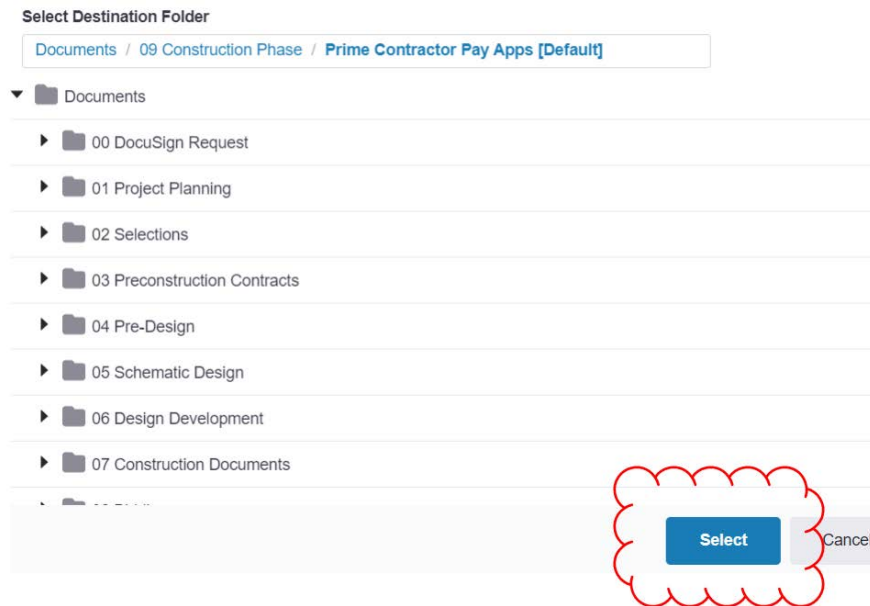 Select Destination Folder
Documents / 09 Construction Phase / Prime Contractor Pay Apps [Default]
Documents
00 DocuSign Request
01 Project Planning
02 Selections
03 Preconstruction Contracts
04 Pre-Design
05 Schematic Design
06 Design Development
07 Construction Documents
Select Cancel